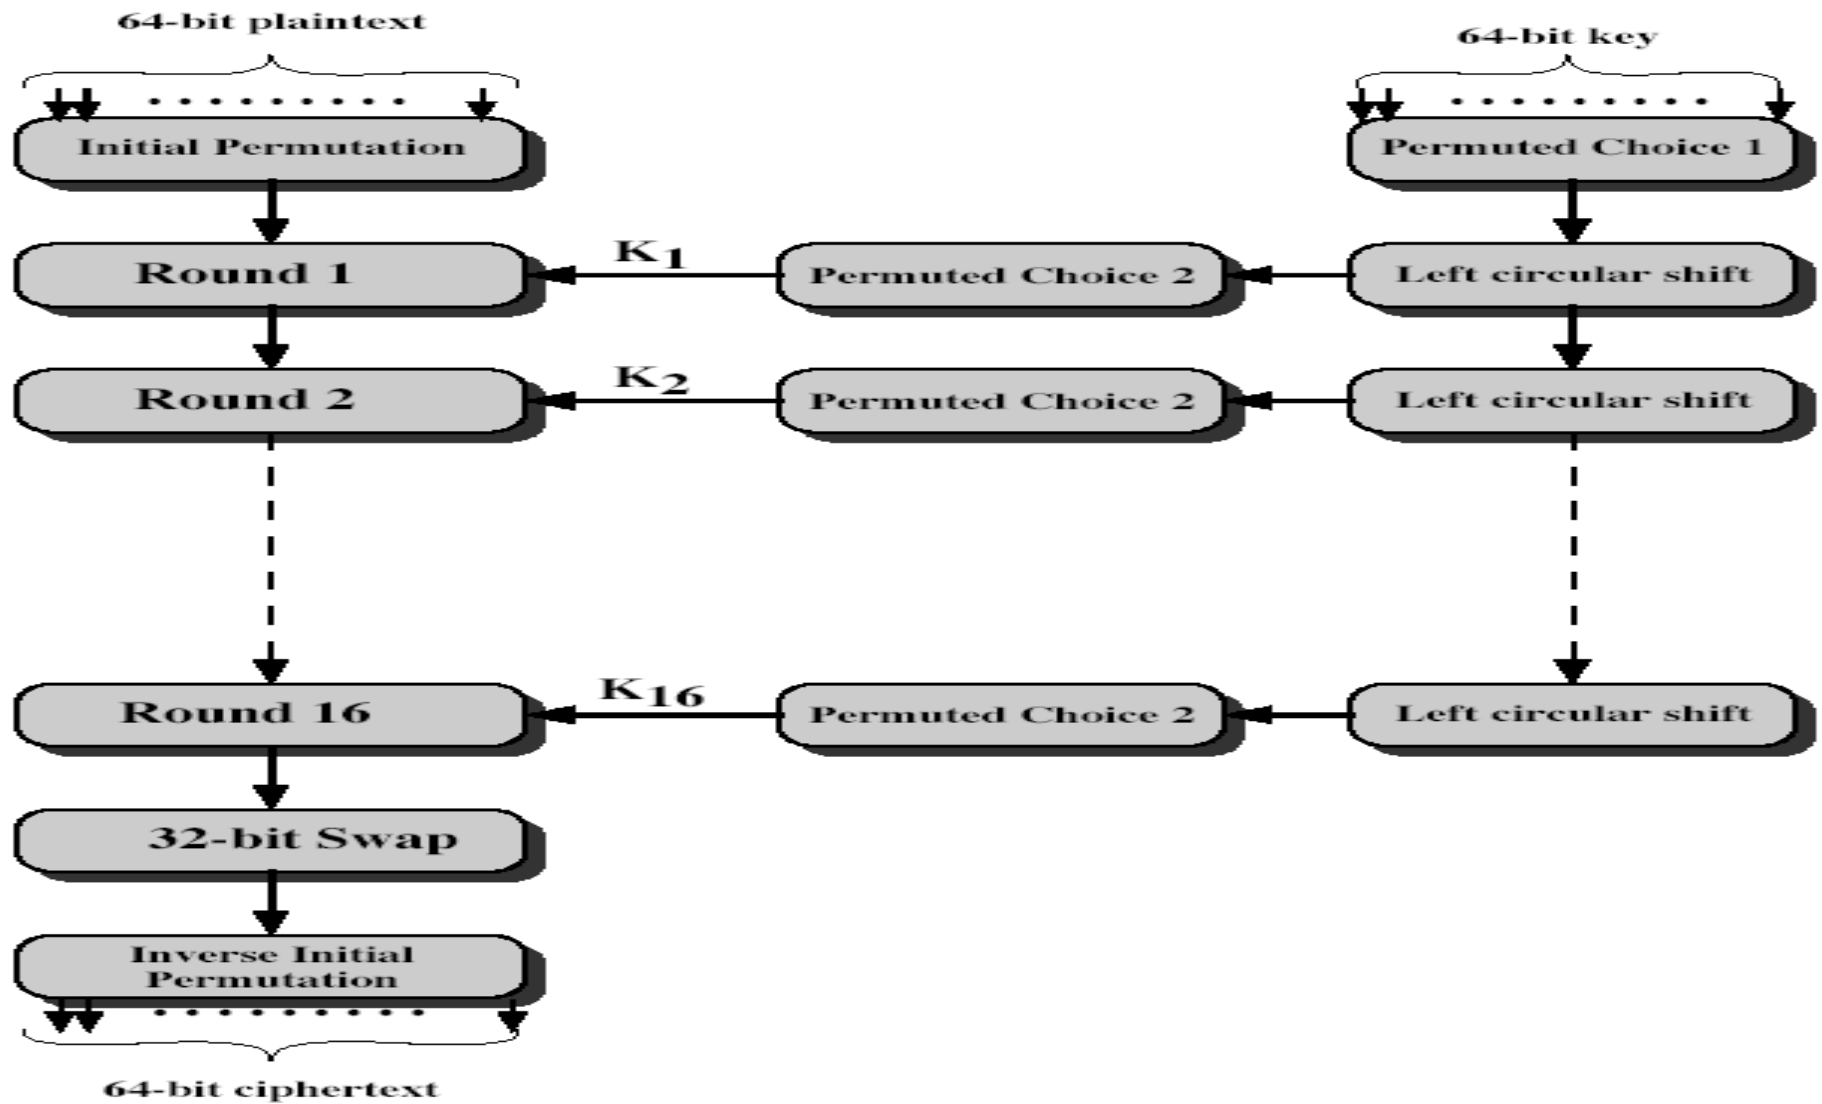 64-bit plaintext
64-bit key
Initial Permutation
Permuted Choice 1
Round 1
K1
Permuted Choice 2
Left circular shift
Round 2
K2
Permuted Choice 2
Left circular shift
Round 16
K16
Permuted Choice 2
Left circular shift
32-bit Swap
Inverse Initial
Permutation
64-bit ciphertext